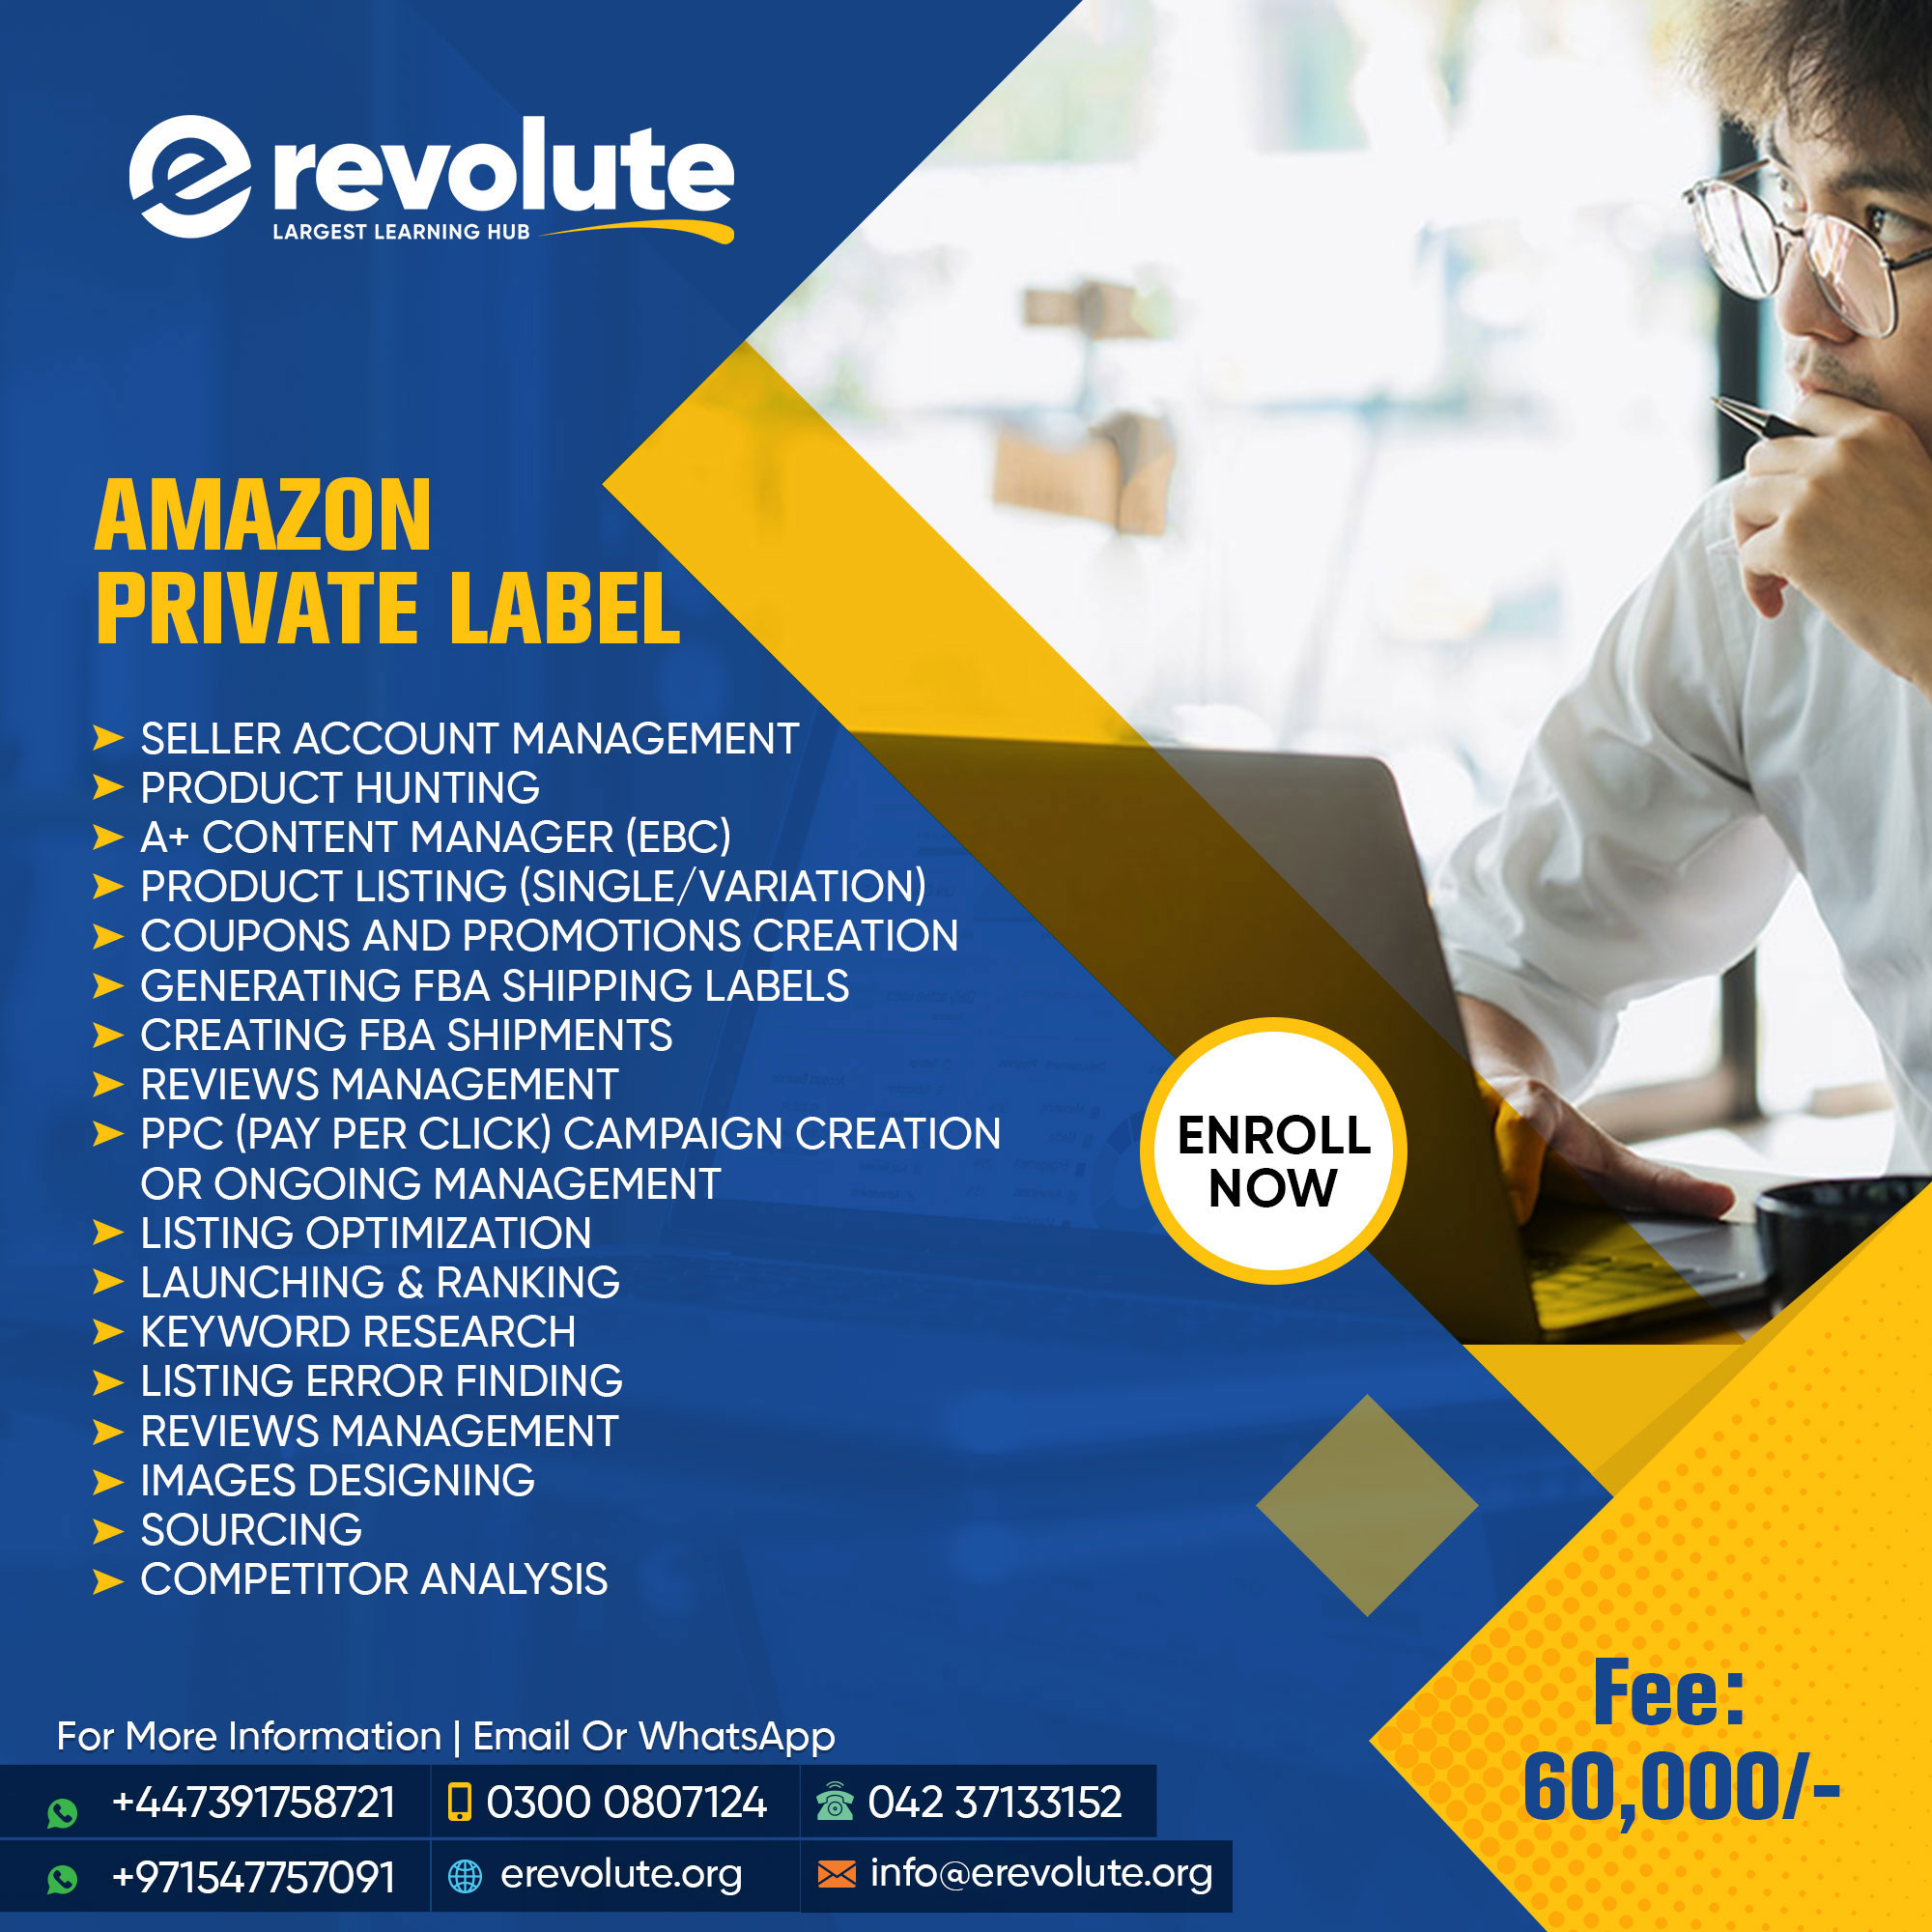 e revolute
LARGEST LEARNING HUB
AMAZON
PRIVATE LABEL
SELLER ACCOUNT MANAGEMENT
PRODUCT HUNTING
A+ CONTENT MANAGER (EBC)
PRODUCT LISTING (SINGLE/VARIATION)
COUPONS AND PROMOTIONS CREATION
GENERATING FBA SHIPPING LABELS
CREATING FBA SHIPMENTS
REVIEWS MANAGEMENT
PPC (PAY PER CLICK) CAMPAIGN CREATION
OR ONGOING MANAGEMENT
LISTING OPTIMIZATION
LAUNCHING & RANKING
KEYWORD RESEARCH
LISTING ERROR FINDING
REVIEWS MANAGEMENT
IMAGES DESIGNING
SOURCING
COMPETITOR ANALYSIS
ENROLL
NOW
Fee:
60,000/-
For More Information | Email Or WhatsApp
+447391758721
0300 0807124
042 37133152
+971547757091
erevolute.org
info@erevolute.org